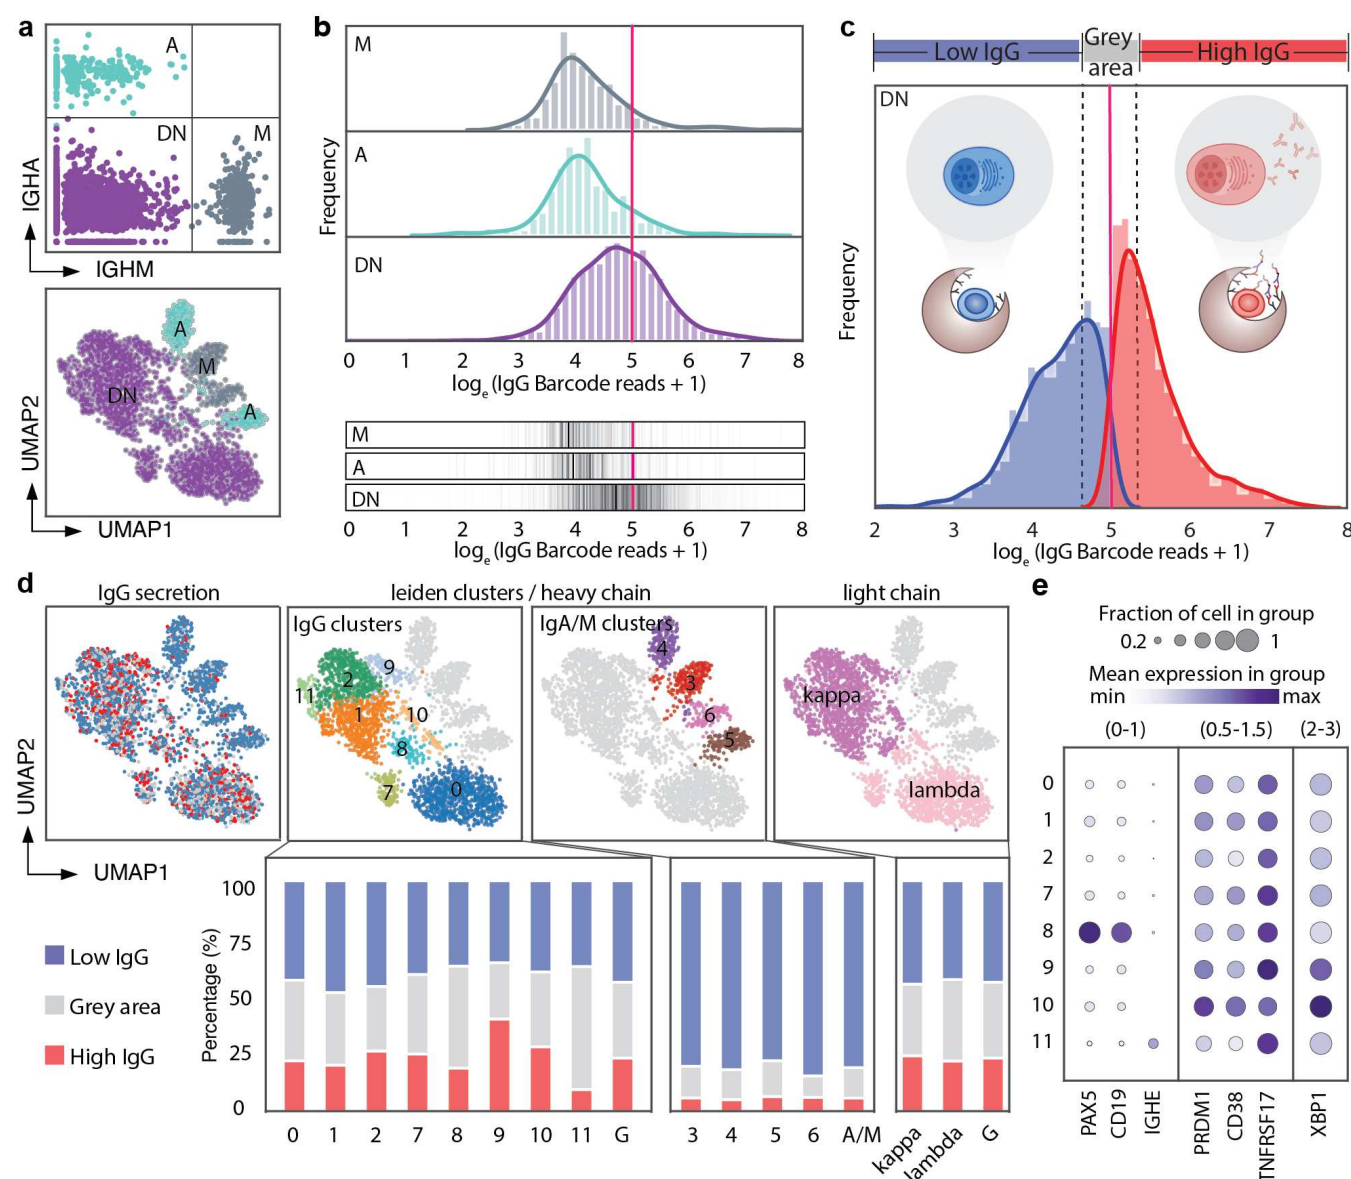 a
A
DN
M
IGHA
IGHM
A
M
DN
A
UMAP2
UMAP1
b
M
A
DN
Frequency
0 1 2 3 4 5 6 7 8
logₑ (IgG Barcode reads + 1)
M
A
DN
0 1 2 3 4 5 6 7 8
logₑ (IgG Barcode reads + 1)
c
Low IgG
Grey
area
High IgG
DN
Frequency
2 3 4 5 6 7 8
logₑ (IgG Barcode reads + 1)
d
IgG secretion
leiden clusters / heavy chain
light chain
UMAP2
UMAP1
IgG clusters
9
2
11
1
10
8
7
0
IgA/M clusters
4
3
6
5
kappa
lambda
Low IgG
Grey area
High IgG
Percentage (%)
100
75
50
25
0
0 1 2 7 8 9 10 11 G
3 4 5 6 A/M
kappa lambda G
e
Fraction of cell in group
0.2 1
Mean expression in group
min max
(0-1) (0.5-1.5) (2-3)
0
1
2
7
8
9
10
11
PAX5
CD19
IGHE
PRDM1
CD38
TNFRSF17
XBP1